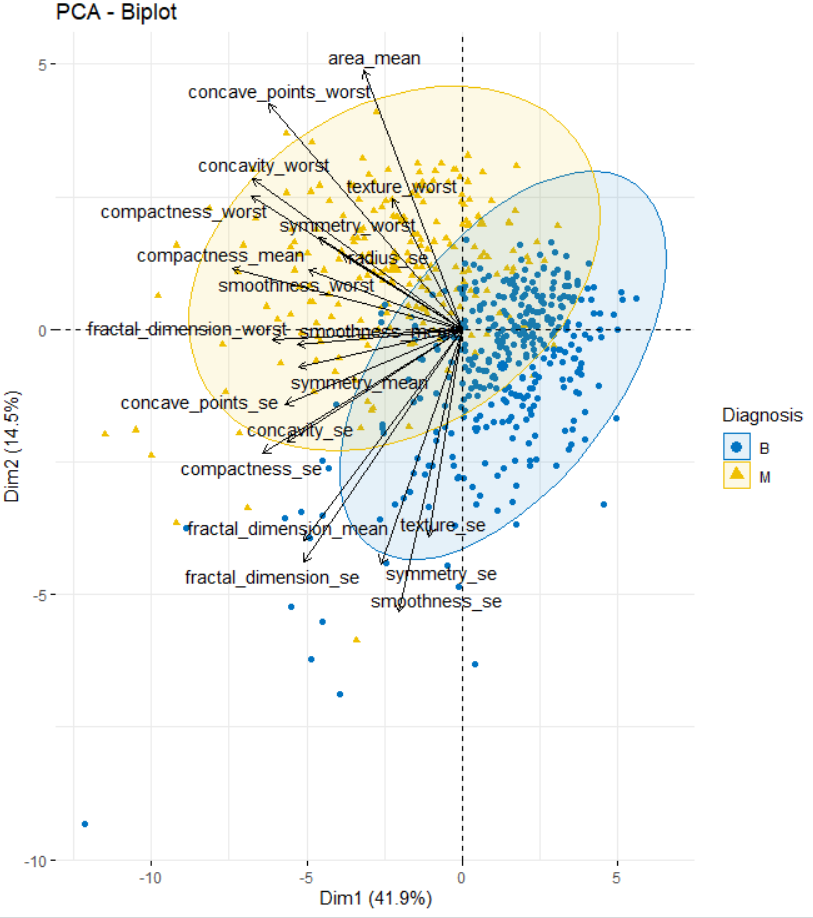 PCA - Biplot
area_mean
5
concave_points_worst
concavity_worst
texture_worst
compactness_worst
symmetry_worst
compactness_mean
radius_se
smoothness_worst
0
fractal_dimension_worst
smoothness_mean
symmetry_mean
concave_points_se
concavity_se
compactness_se
fractal_dimension_mean
texture_se
fractal_dimension_se
symmetry_se
smoothness_se
-5
-10
-10
-5
0
5
Dim1 (41.9%)
Dim2 (14.5%)
Diagnosis
B
M